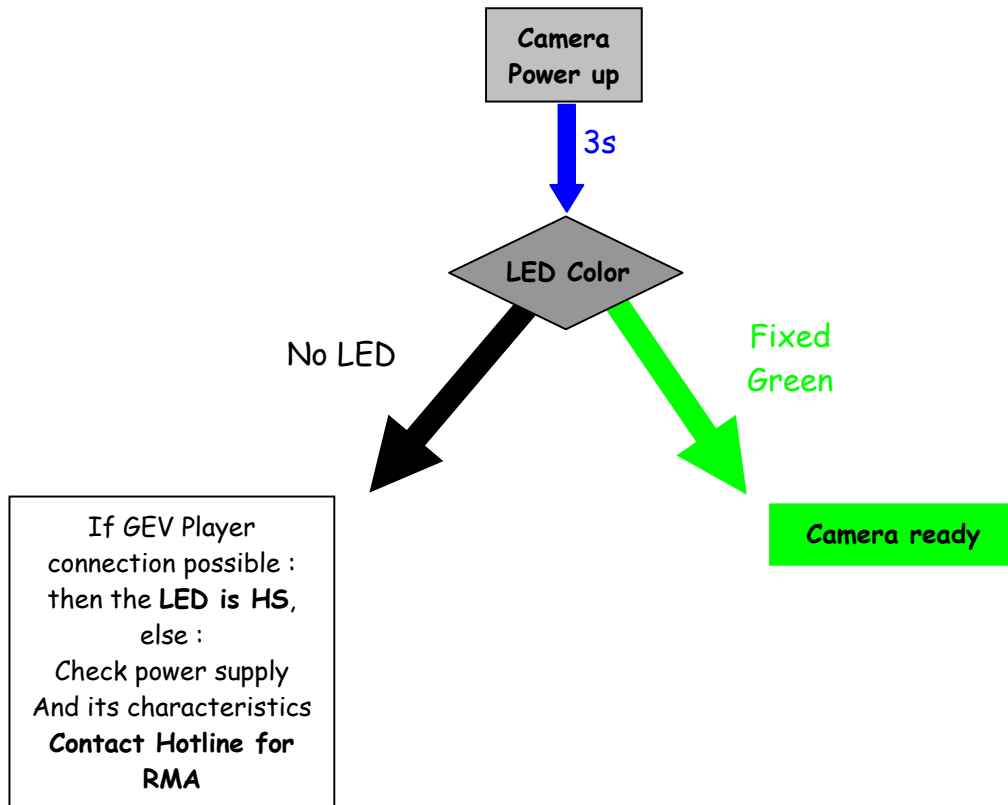 Camera
Power up
3s
LED Color
No LED
Fixed
Green
If GEV Player
connection possible :
then the LED is HS,
else :
Check power supply
And its characteristics
Contact Hotline for
RMA
Camera ready